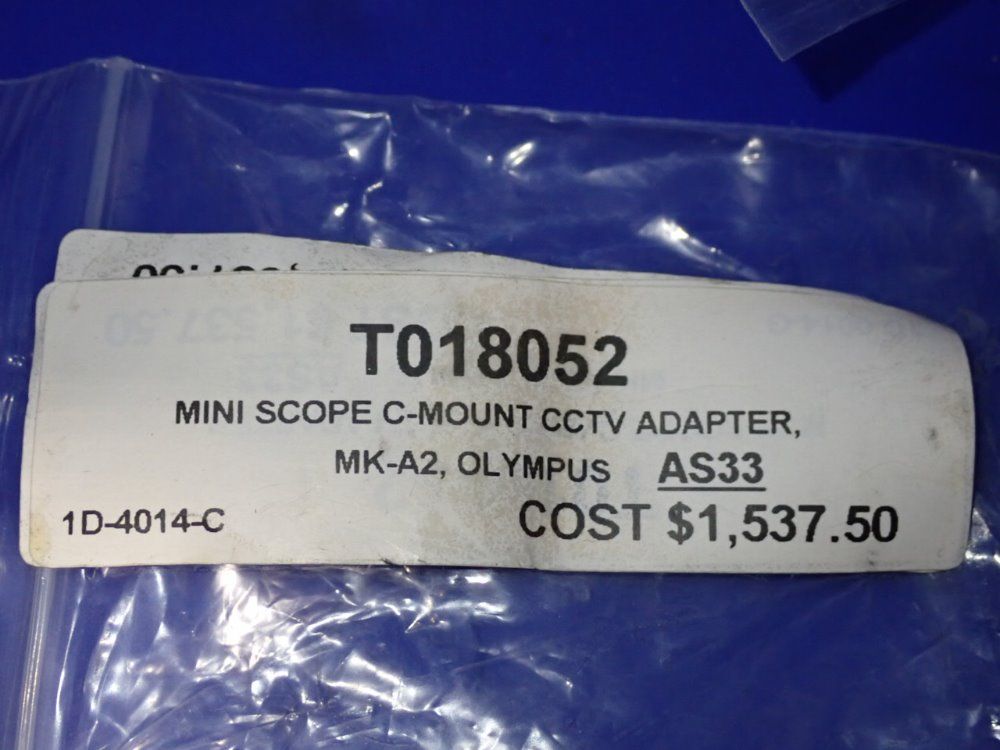 T018052
MINI SCOPE C-MOUNT CCTV ADAPTER,
MK-A2, OLYMPUS AS33
1D-4014-C COST $1,537.50